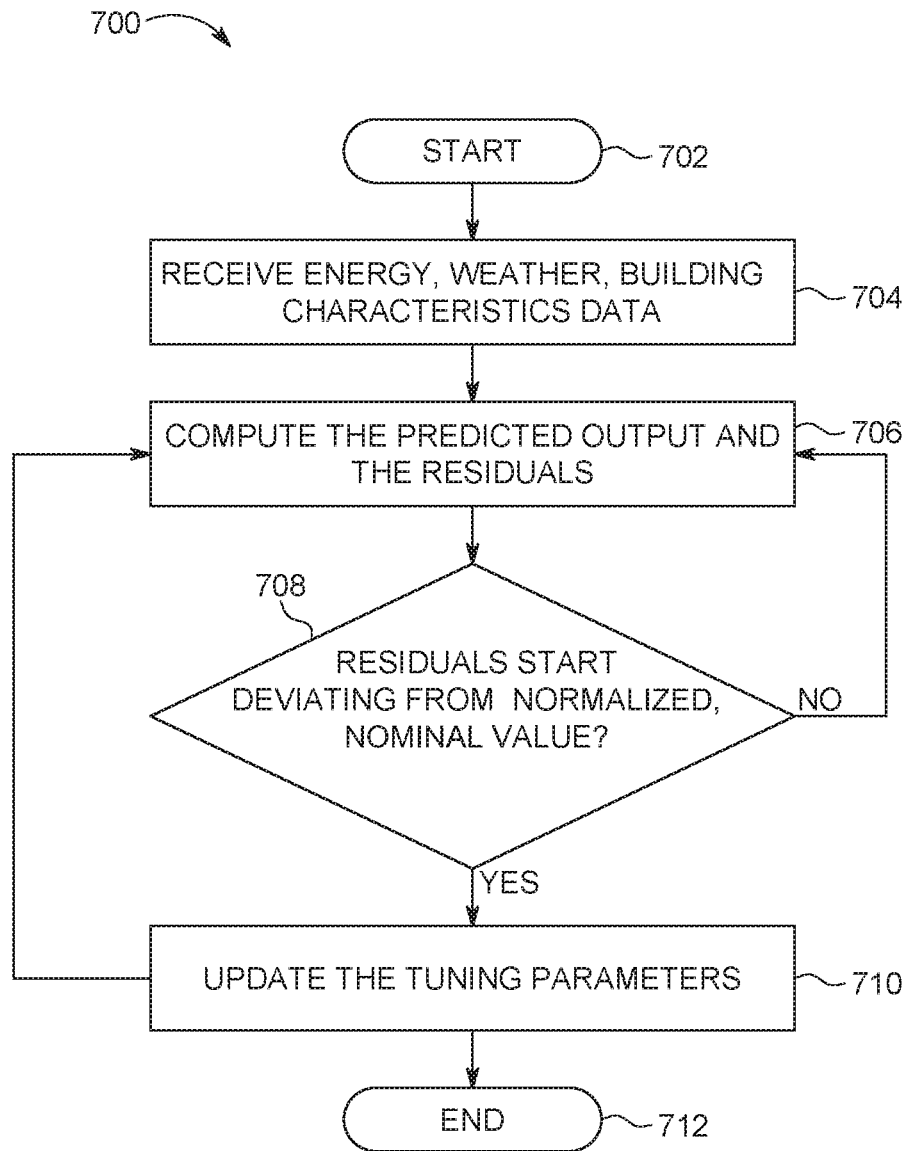 700
START
702
RECEIVE ENERGY, WEATHER, BUILDING
CHARACTERISTICS DATA
704
COMPUTE THE PREDICTED OUTPUT AND
THE RESIDUALS
706
708
RESIDUALS START
DEVIATING FROM NORMALIZED,
NOMINAL VALUE?
NO
YES
UPDATE THE TUNING PARAMETERS
710
END
712